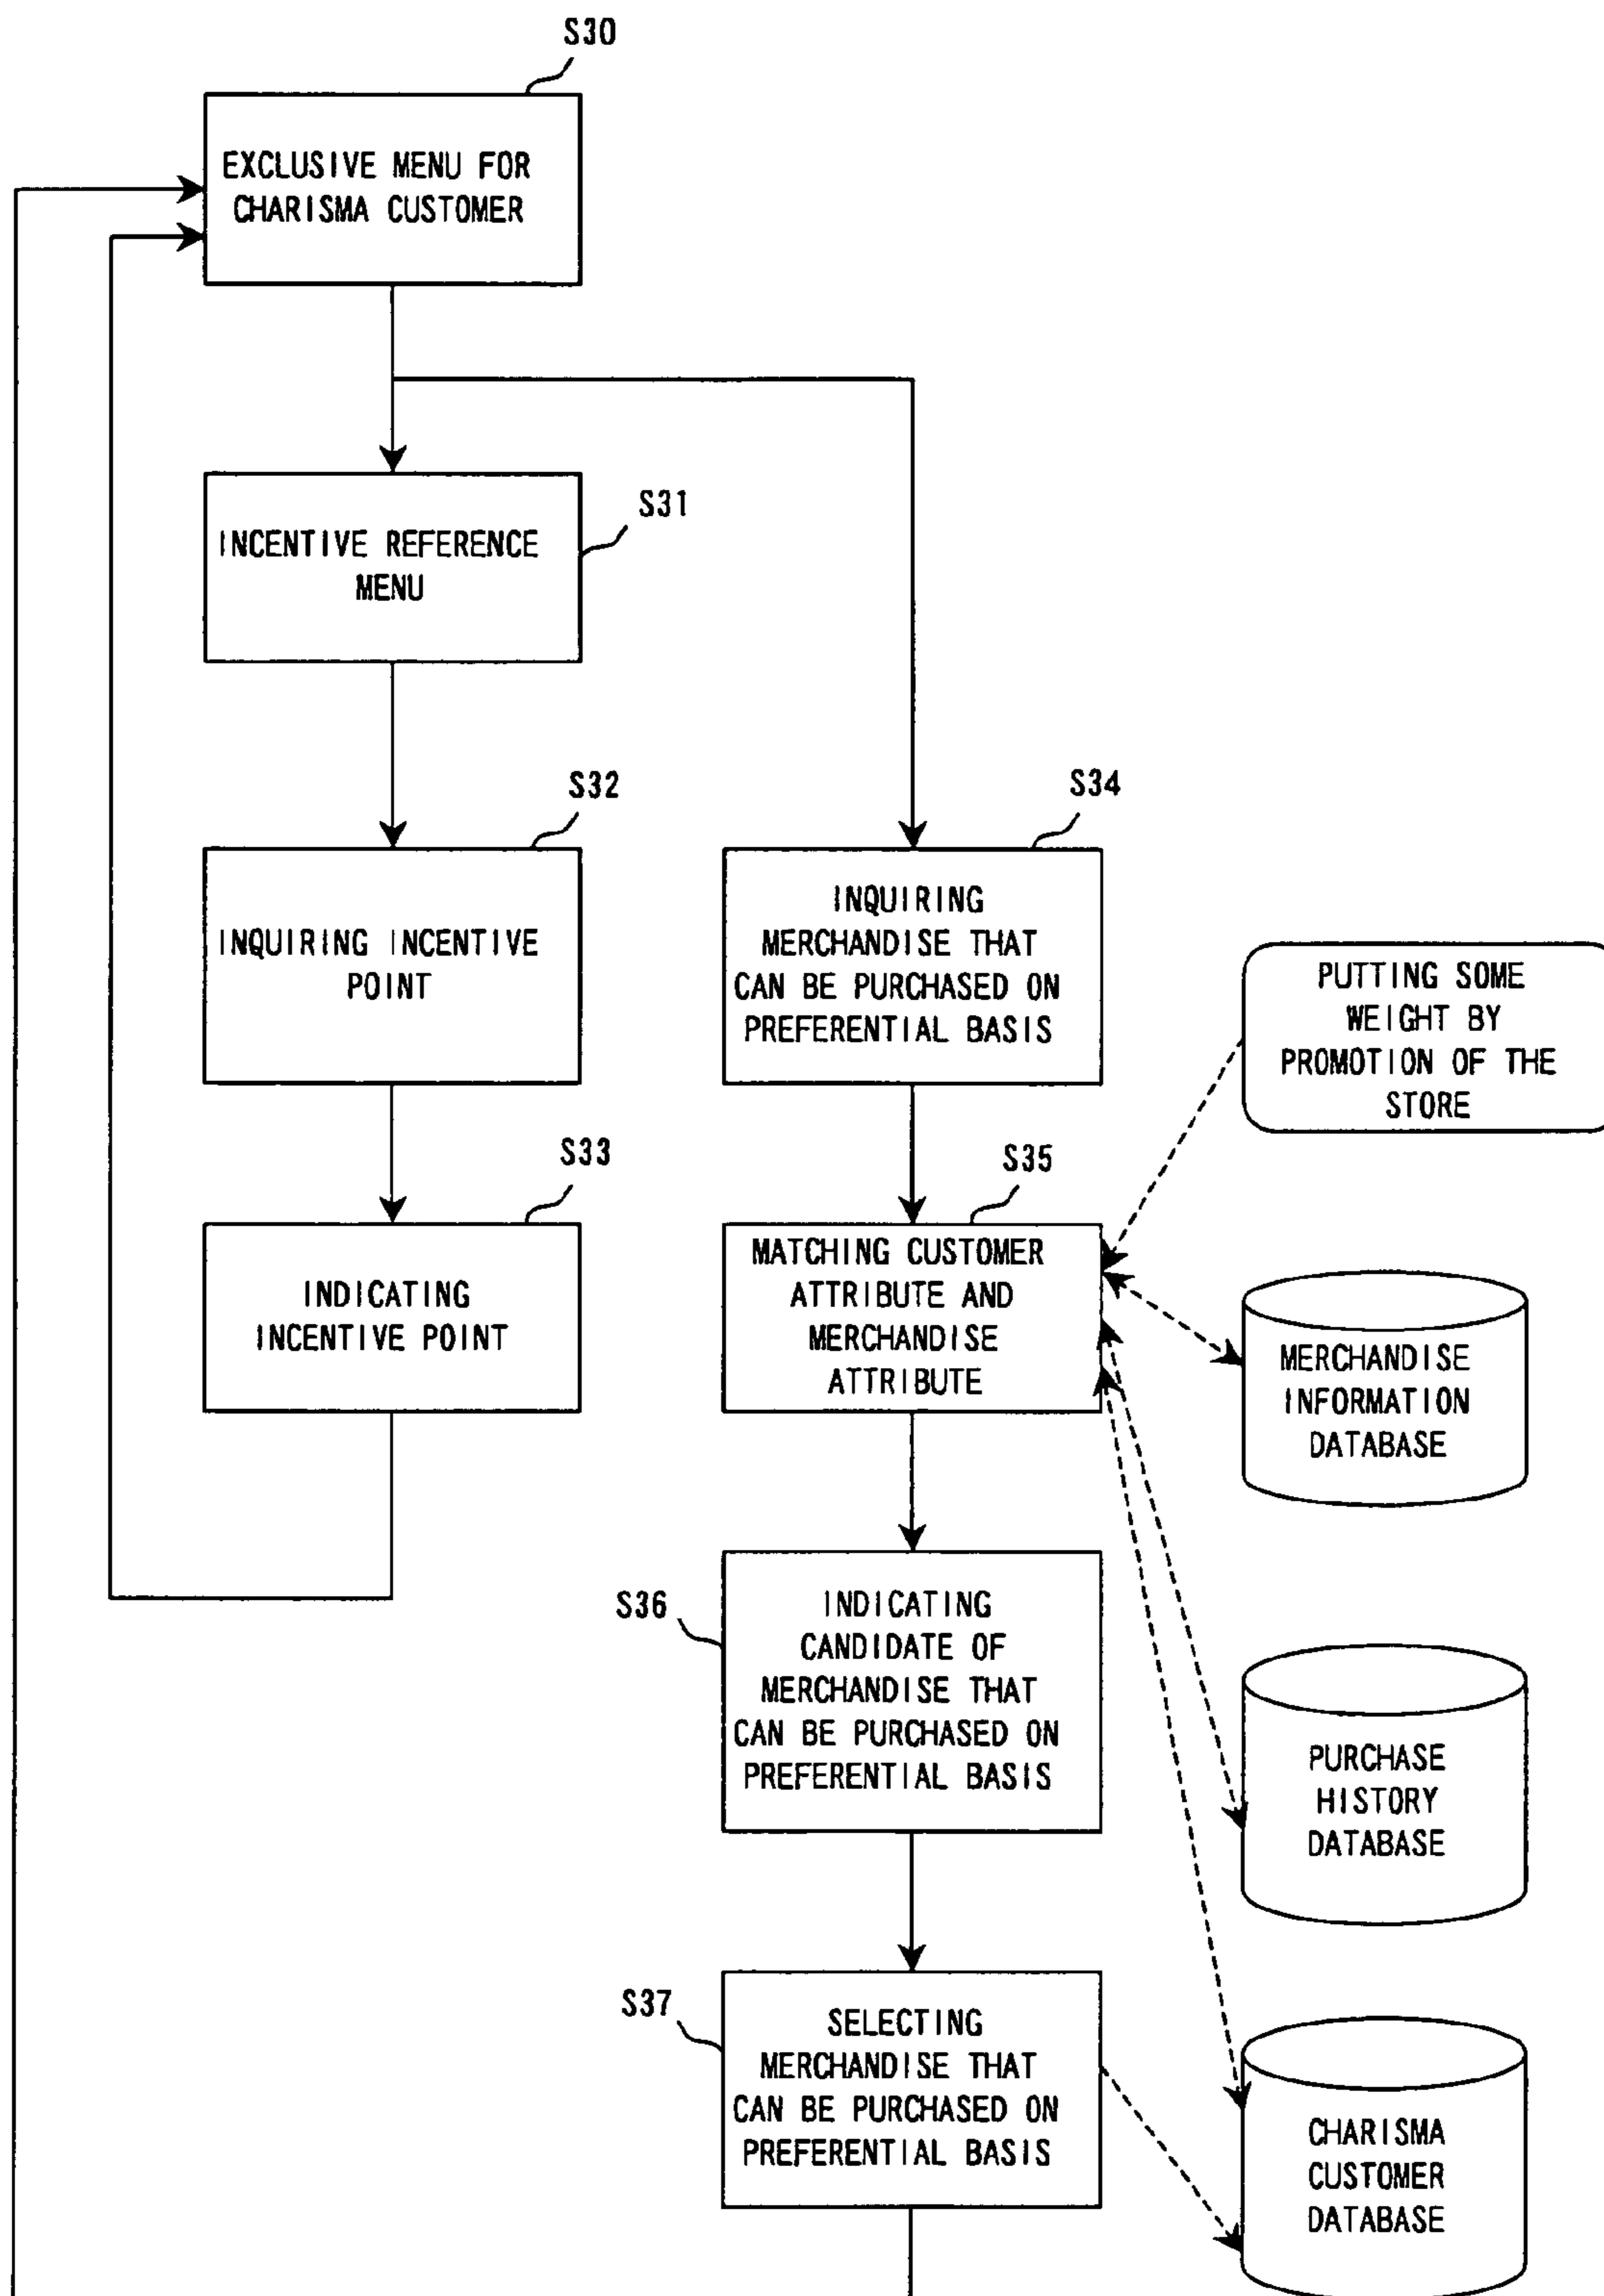 S30
EXCLUSIVE MENU FOR
CHARISMA CUSTOMER
S31
INCENTIVE REFERENCE
MENU
S32
INQUIRING INCENTIVE
POINT
S33
INDICATING
INCENTIVE POINT
S34
INQUIRING
MERCHANDISE THAT
CAN BE PURCHASED ON
PREFERENTIAL BASIS
PUTTING SOME
WEIGHT BY
PROMOTION OF THE
STORE
S35
MATCHING CUSTOMER
ATTRIBUTE AND
MERCHANDISE
ATTRIBUTE
MERCHANDISE
INFORMATION
DATABASE
S36
INDICATING
CANDIDATE OF
MERCHANDISE THAT
CAN BE PURCHASED ON
PREFERENTIAL BASIS
PURCHASE
HISTORY
DATABASE
S37
SELECTING
MERCHANDISE THAT
CAN BE PURCHASED ON
PREFERENTIAL BASIS
CHARISMA
CUSTOMER
DATABASE